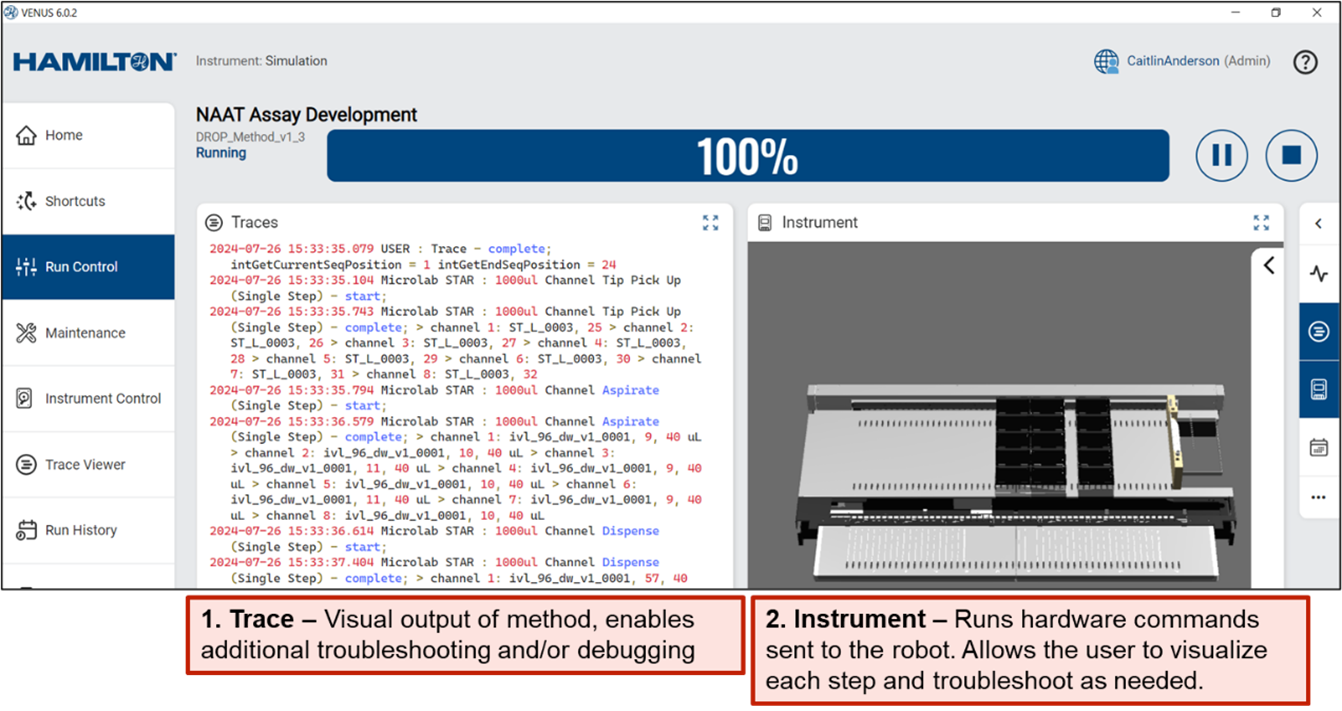 VENUS 6.0.2
HAMILTON
Instrument: Simulation
CaitlinAnderson (Admin)
Home
Shortcuts
Run Control
Maintenance
Instrument Control
Trace Viewer
Run History
NAAT Assay Development
DROP_Method_v1_3
Running
100%
Traces
2024-07-26 15:33:35.079 USER : Trace - complete;
intGetCurrentSeqPosition = 1 intGetEndSeqPosition = 24
2024-07-26 15:33:35.104 Microlab STAR : 1000ul Channel Tip Pick Up
(Single Step) - start;
2024-07-26 15:33:35.743 Microlab STAR : 1000ul Channel Tip Pick Up
(Single Step) - complete; > channel 1: ST_L_0003, 25 > channel 2:
ST_L_0003, 26 > channel 3: ST_L_0003, 27 > channel 4: ST_L_0003,
28 > channel 5: ST_L_0003, 29 > channel 6: ST_L_0003, 30 > channel
7: ST_L_0003, 31 > channel 8: ST_L_0003, 32
2024-07-26 15:33:35.794 Microlab STAR : 1000ul Channel Aspirate
(Single Step) - start;
2024-07-26 15:33:36.579 Microlab STAR : 1000ul Channel Aspirate
(Single Step) - complete; > channel 1: ivl_96_dw_v1_0001, 9, 40 uL
> channel 2: ivl_96_dw_v1_0001, 10, 40 uL > channel 3:
ivl_96_dw_v1_0001, 11, 40 uL > channel 4: ivl_96_dw_v1_0001, 9, 40
uL > channel 5: ivl_96_dw_v1_0001, 10, 40 uL > channel 6:
ivl_96_dw_v1_0001, 11, 40 uL > channel 7: ivl_96_dw_v1_0001, 9, 40
uL > channel 8: ivl_96_dw_v1_0001, 10, 40 uL
2024-07-26 15:33:36.614 Microlab STAR : 1000ul Channel Dispense
(Single Step) - start;
2024-07-26 15:33:37.404 Microlab STAR : 1000ul Channel Dispense
(Single Step) - complete; > channel 1: ivl_96_dw_v1_0001, 57, 40
Instrument
1. Trace – Visual output of method, enables
additional troubleshooting and/or debugging
2. Instrument – Runs hardware commands
sent to the robot. Allows the user to visualize
each step and troubleshoot as needed.